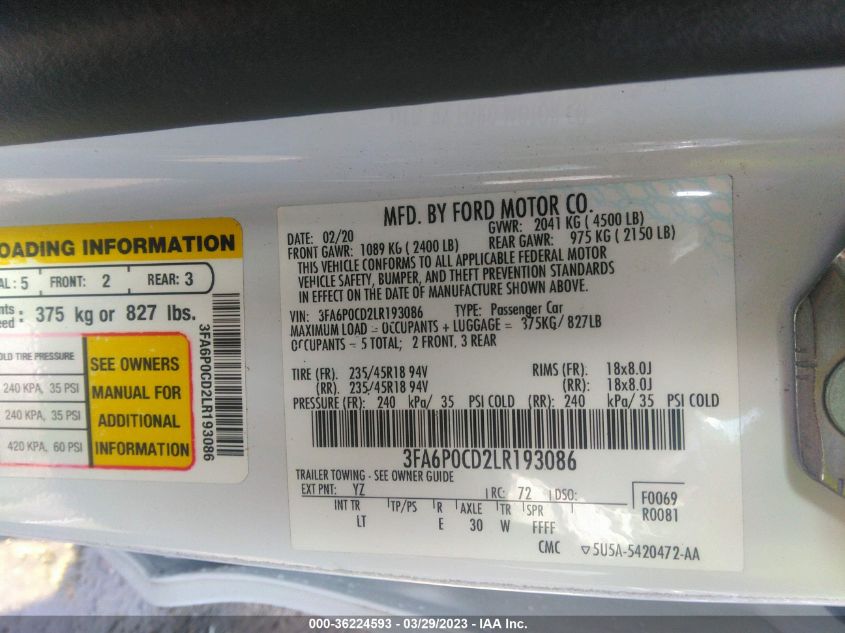 OADING INFORMATION
AL: 5 FRONT: 2 REAR: 3
nts
eed: 375 kg or 827 lbs.
OLD TIRE PRESSURE
240 KPA, 35 PSI
240 KPA, 35 PSI
420 KPA, 60 PSI
SEE OWNERS
MANUAL FOR
ADDITIONAL
INFORMATION
3FA6P0CD2LR193086
MFD. BY FORD MOTOR CO.
DATE: 02/20 GVWR: 2041 KG ( 4500 LB)
FRONT GAWR: 1089 KG ( 2400 LB) REAR GAWR: 975 KG ( 2150 LB)
THIS VEHICLE CONFORMS TO ALL APPLICABLE FEDERAL MOTOR
VEHICLE SAFETY, BUMPER, AND THEFT PREVENTION STANDARDS
IN EFFECT ON THE DATE OF MANUFACTURE SHOWN ABOVE.
VIN: 3FA6P0CD2LR193086 TYPE: Passenger Car
MAXIMUM LOAD = OCCUPANTS + LUGGAGE = 375KG/ 827LB
OCCUPANTS = 5 TOTAL; 2 FRONT, 3 REAR
TIRE (FR). 235/45R18 94V RIMS (FR): 18x8.0J
(RR). 235/45R18 94V (RR): 18x8.0J
PRESSURE (FR): 240 kPa/ 35 PSI COLD (RR): 240 kPa/ 35 PSI COLD
3FA6P0CD2LR193086
TRAILER TOWING - SEE OWNER GUIDE
EXT PNT: YZ RC: 72 DSO: F0069
R0081
INT TR TP/PS R AXLE TR SPR
LT E 30 W FFFF
CMC ▽5U5A-5420472-AA
000-36224593 - 03/29/2023 - © IAA Inc.